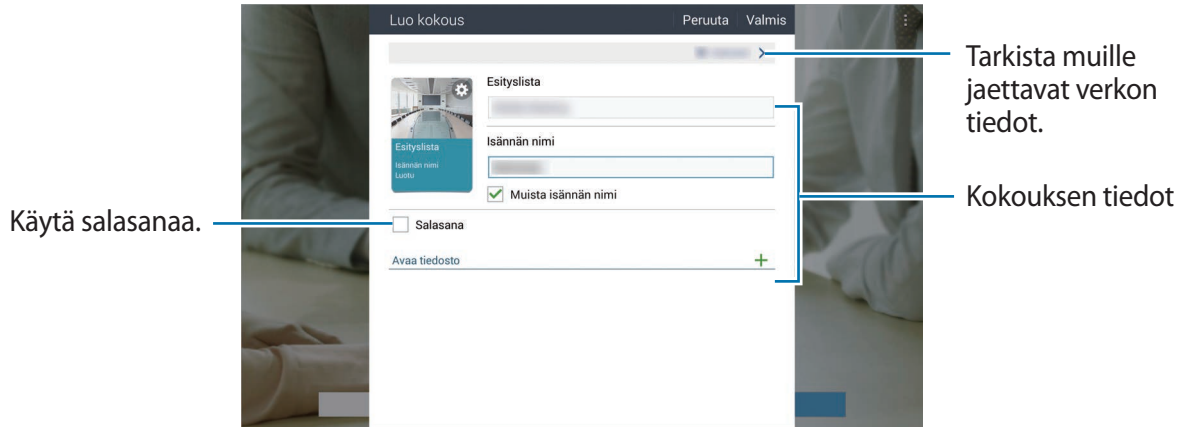 Luo kokous
Peruuta
Valmis
Tarkista muille
jaettavat verkon
tiedot.
Esityslista
Esityslista
Isännän nimi
Luotu
Isännän nimi
Muista isännän nimi
Kokouksen tiedot
Käytä salasanaa.
Salasana
Avaa tiedosto